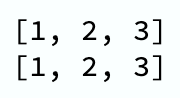 [1, 2, 3]
[1, 2, 3]